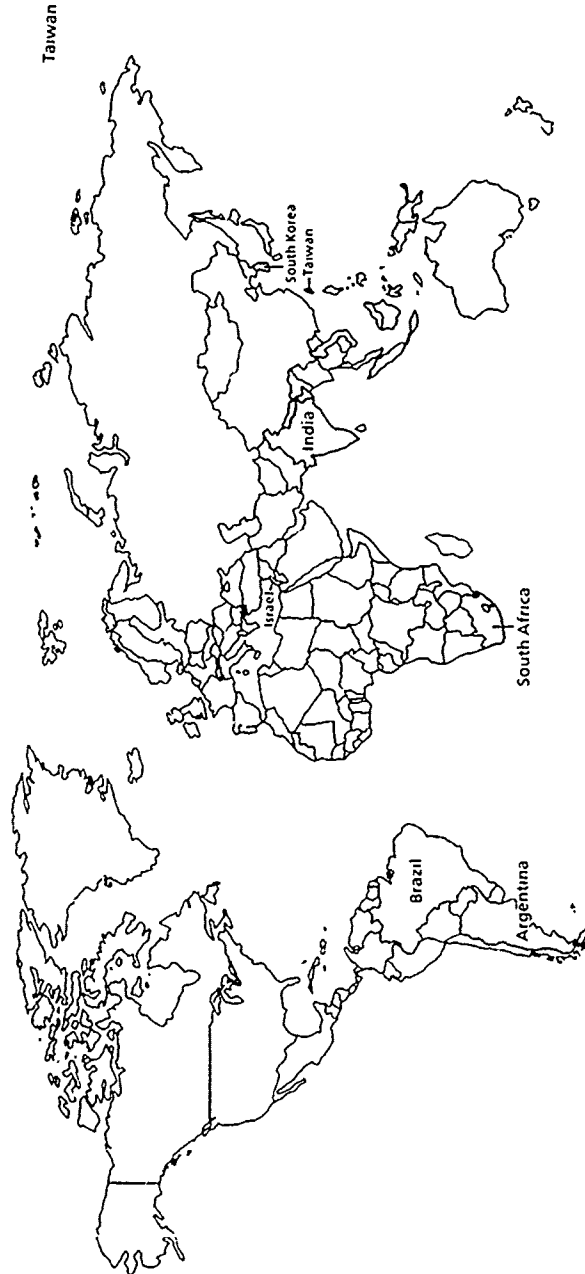 Taiwan
South Korea
Taiwan
India
Israel
South Africa
Brazil
Argentina